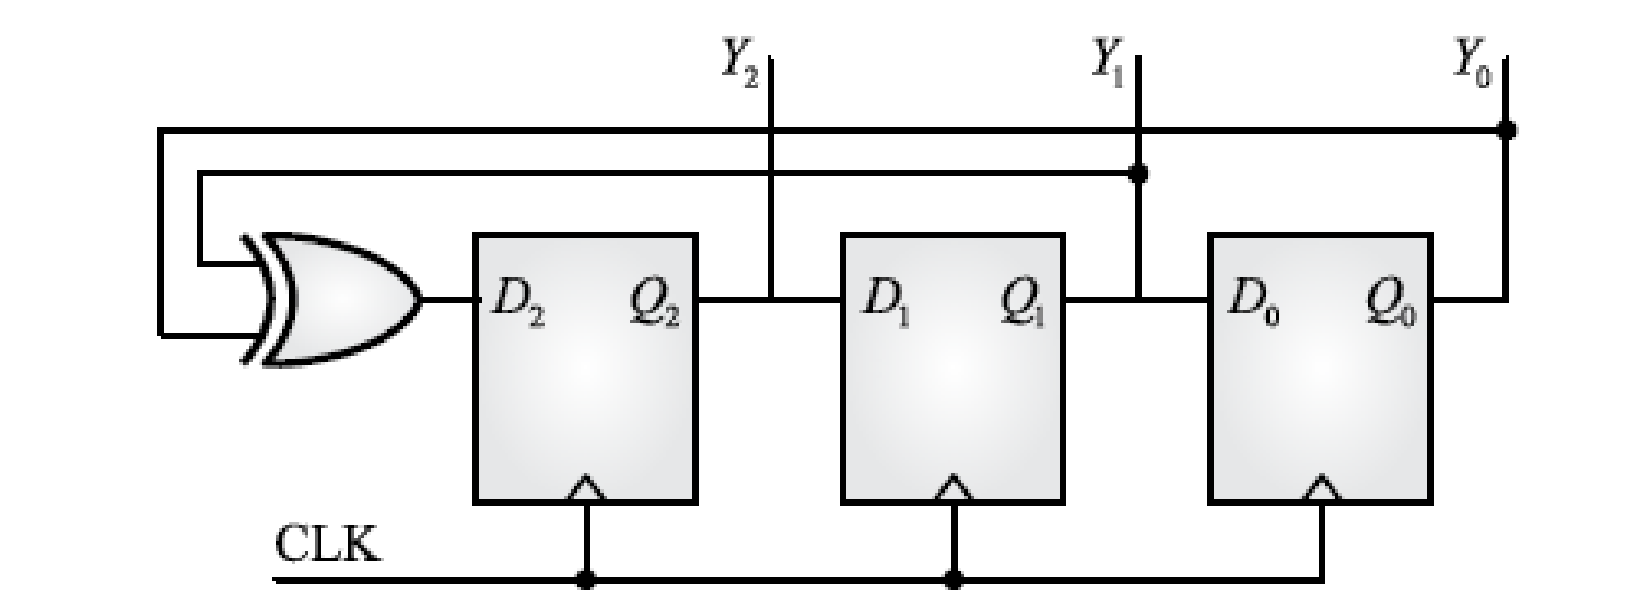 Y₂ Y₁ Y₀
D₂ Q₂ D₁ Q₁ D₀ Q₀
CLK